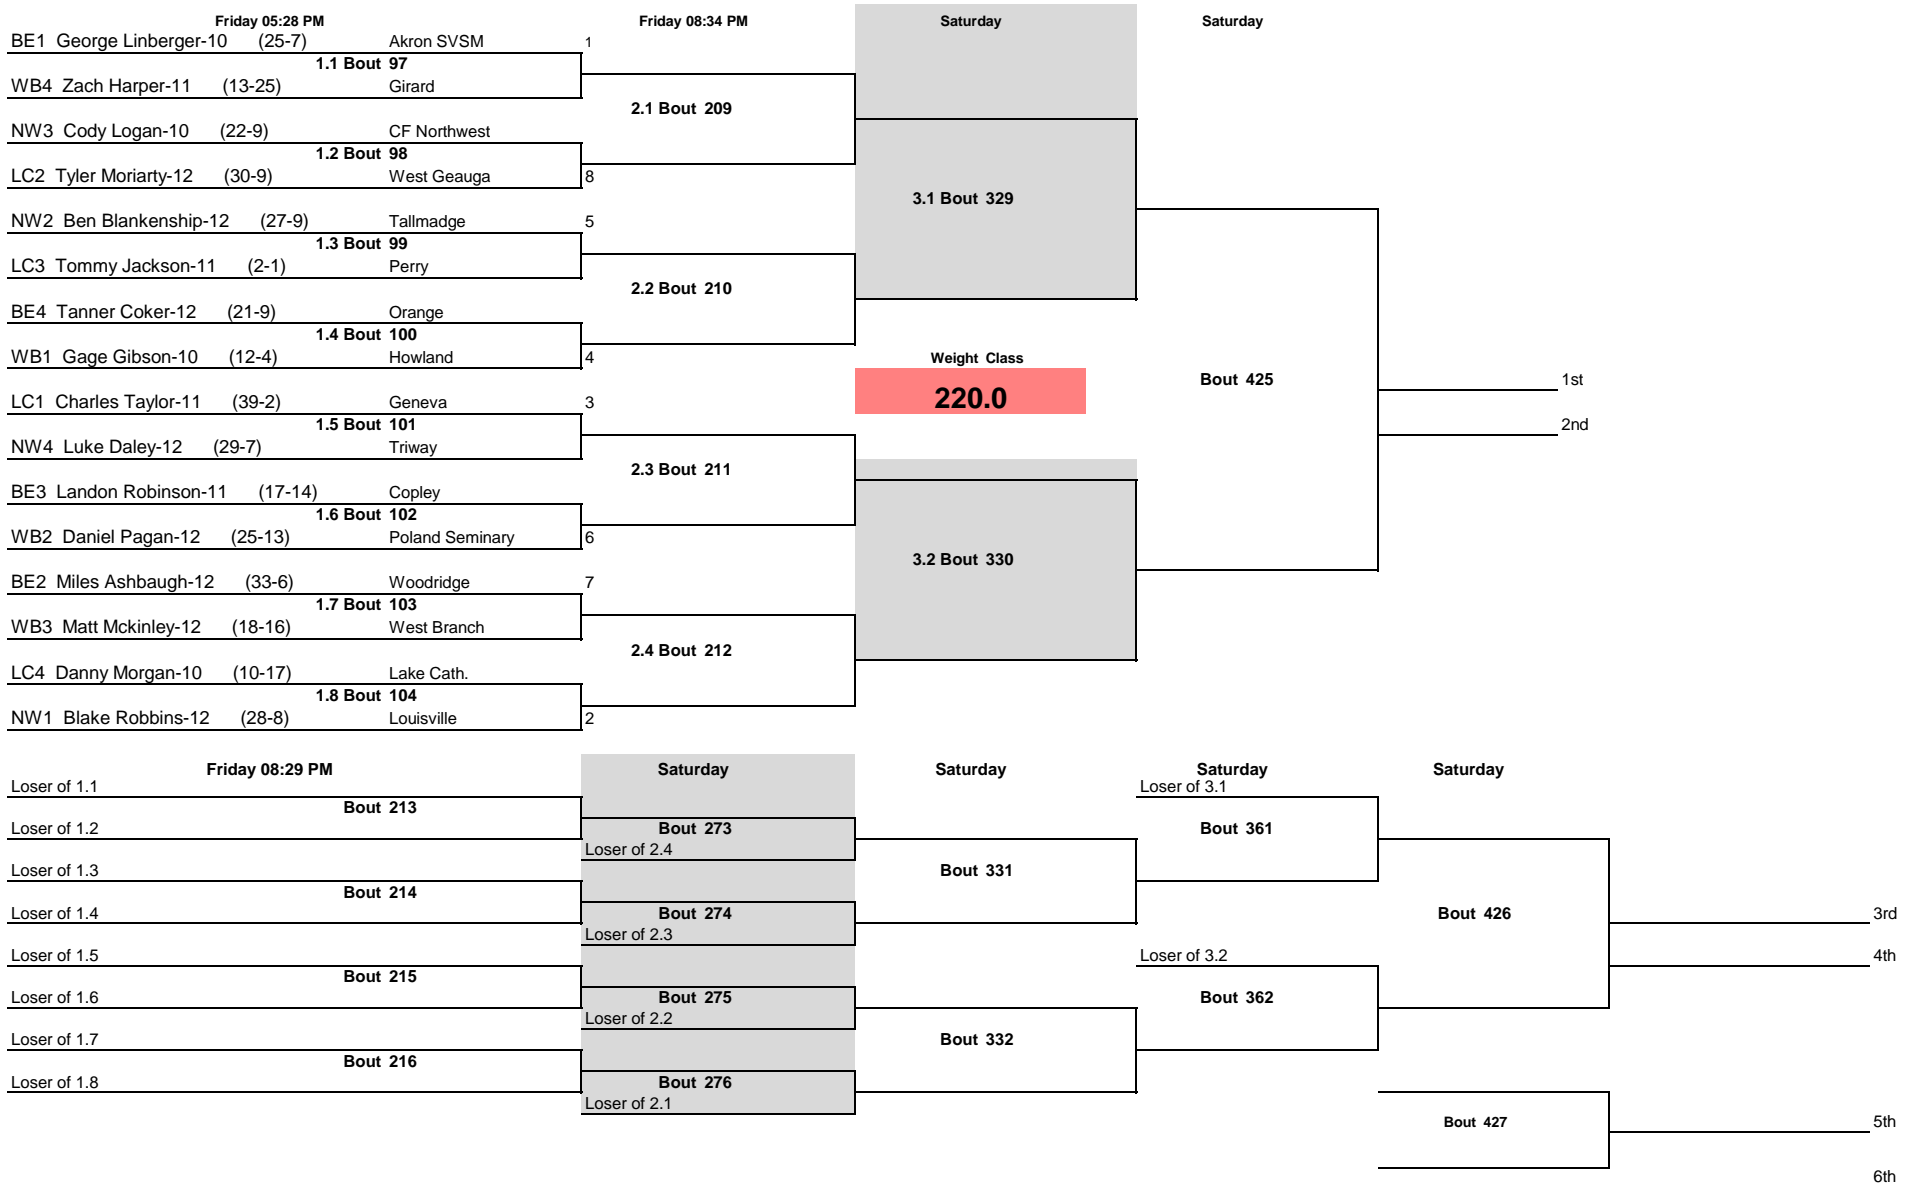 Friday 05:28 PM Friday 08:34 PM Saturday Saturday
BE1 George Linberger-10 (25-7) Akron SVSM 1
1.1 Bout 97
WB4 Zach Harper-11 (13-25) Girard
2.1 Bout 209
NW3 Cody Logan-10 (22-9) CF Northwest
1.2 Bout 98
LC2 Tyler Moriarty-12 (30-9) West Geauga 8
3.1 Bout 329
NW2 Ben Blankenship-12 (27-9) Tallmadge 5
1.3 Bout 99
LC3 Tommy Jackson-11 (2-1) Perry
2.2 Bout 210
BE4 Tanner Coker-12 (21-9) Orange
1.4 Bout 100
WB1 Gage Gibson-10 (12-4) Howland 4 Weight Class
Bout 425 1st
LC1 Charles Taylor-11 (39-2) Geneva 3 220.0
1.5 Bout 101 2nd
NW4 Luke Daley-12 (29-7) Triway
2.3 Bout 211
BE3 Landon Robinson-11 (17-14) Copley
1.6 Bout 102
WB2 Daniel Pagan-12 (25-13) Poland Seminary 6
3.2 Bout 330
BE2 Miles Ashbaugh-12 (33-6) Woodridge 7
1.7 Bout 103
WB3 Matt Mckinley-12 (18-16) West Branch
2.4 Bout 212
LC4 Danny Morgan-10 (10-17) Lake Cath.
1.8 Bout 104
NW1 Blake Robbins-12 (28-8) Louisville 2
Friday 08:29 PM Saturday Saturday Saturday Saturday
Loser of 1.1 Loser of 3.1
Bout 213
Loser of 1.2 Bout 273 Bout 361
Loser of 2.4
Loser of 1.3 Bout 331
Bout 214
Loser of 1.4 Bout 274 Bout 426 3rd
Loser of 2.3
Loser of 1.5 Loser of 3.2 4th
Bout 215
Loser of 1.6 Bout 275 Bout 362
Loser of 2.2
Loser of 1.7 Bout 332
Bout 216
Loser of 1.8 Bout 276
Loser of 2.1
Bout 427 5th
6th